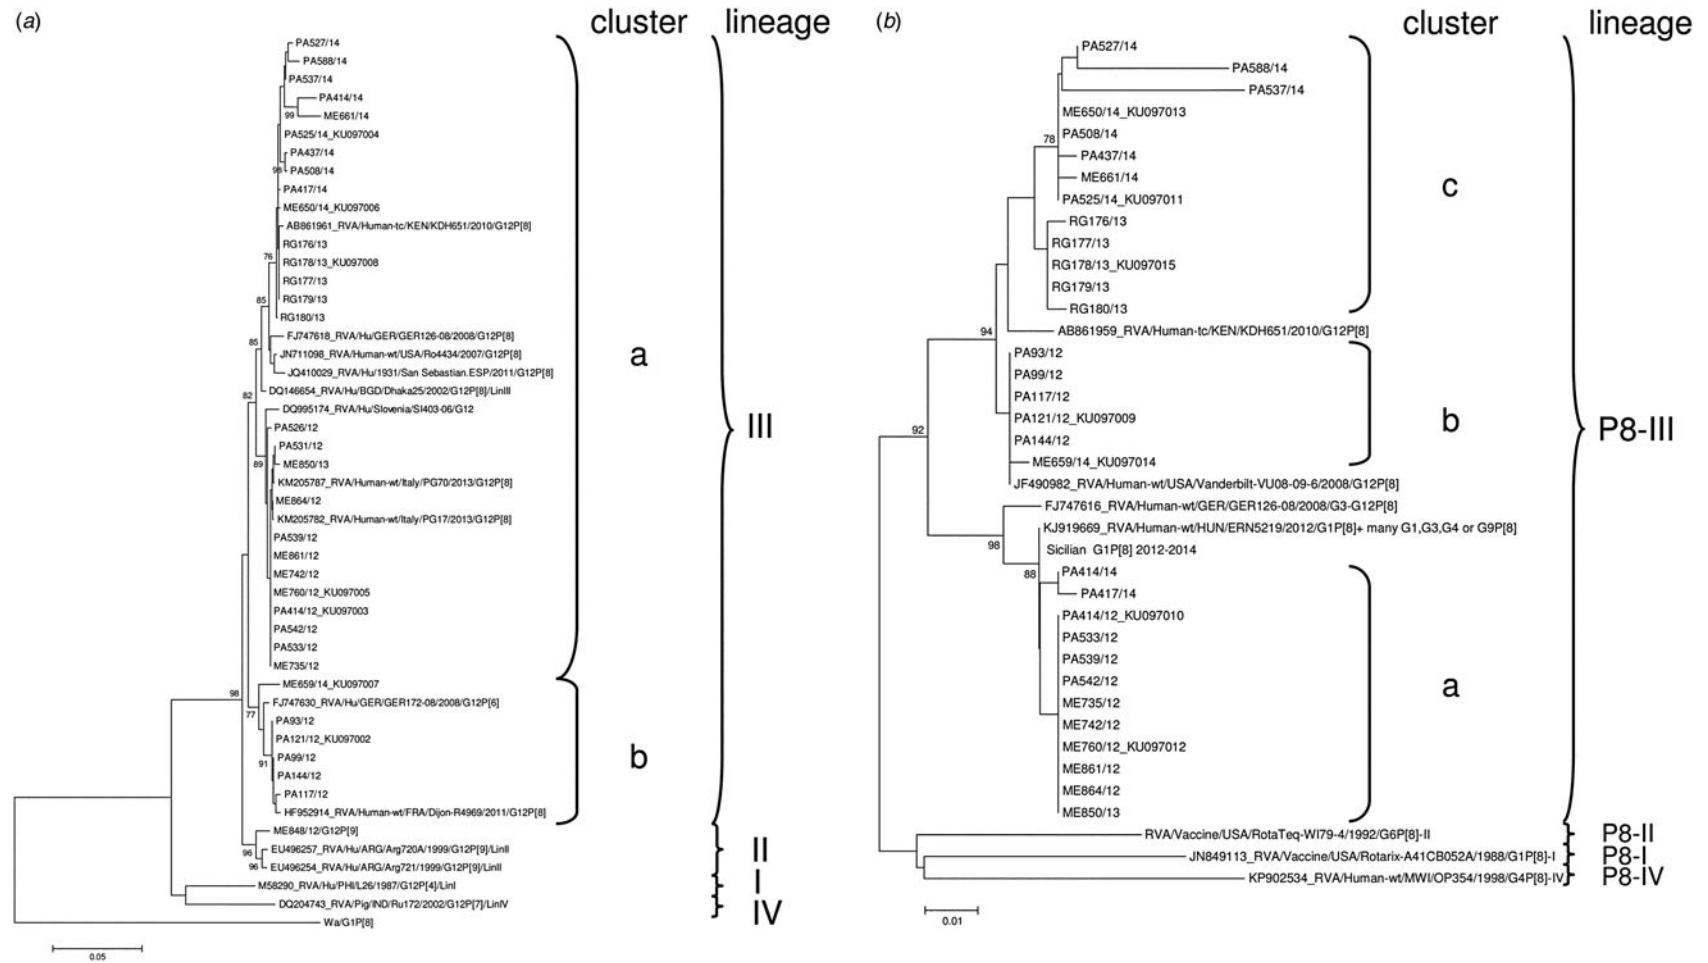 (a)
cluster
lineage
PA527/14
PA588/14
PA537/14
PA414/14
99
ME661/14
PA525/14_KU097004
PA437/14
PA508/14
PA417/14
ME650/14_KU097006
AB861961_RVA/Human-tc/KEN/KDH651/2010/G12P[8]
RG176/13
76
RG178/13_KU097008
RG177/13
85
RG179/13
RG180/13
FJ747618_RVA/Hu/GER/GER126-08/2008/G12P[8]
85
JN711098_RVA/Human-wt/USA/Ro4434/2007/G12P[8]
a
JQ410029_RVA/Hu/1931/San Sebastian.ESP/2011/G12P[8]
DQ146654_RVA/Hu/BGD/Dhaka25/2002/G12P[8]/LinIII
82
DQ995174_RVA/Hu/Slovenia/SI403-06/G12
PA526/12
III
PA531/12
89
ME850/13
KM205787_RVA/Human-wt/Italy/PG70/2013/G12P[8]
ME864/12
KM205782_RVA/Human-wt/Italy/PG17/2013/G12P[8]
PA539/12
ME861/12
ME742/12
ME760/12_KU097005
PA414/12_KU097003
PA542/12
PA533/12
ME735/12
ME659/14_KU097007
98
FJ747630_RVA/Hu/GER/GER172-08/2008/G12P[6]
77
PA93/12
PA121/12_KU097002
PA99/12
b
91
PA144/12
PA117/12
HF952914_RVA/Human-wt/FRA/Dijon-R4969/2011/G12P[8]
ME848/12/G12P[9]
96
EU496257_RVA/Hu/ARG/Arg720A/1999/G12P[9]/LinII
II
96
EU496254_RVA/Hu/ARG/Arg721/1999/G12P[9]/LinII
M58290_RVA/Hu/PHI/L26/1987/G12P[4]/LinI
I
DQ204743_RVA/Pig/IND/Ru172/2002/G12P[7]/LinIV
IV
Wa/G1P[8]
0.05
(b)
cluster
lineage
PA527/14
PA588/14
PA537/14
ME650/14_KU097013
PA508/14
78
PA437/14
ME661/14
c
PA525/14_KU097011
RG176/13
RG177/13
RG178/13_KU097015
RG179/13
RG180/13
94
AB861959_RVA/Human-tc/KEN/KDH651/2010/G12P[8]
PA93/12
PA99/12
PA117/12
PA121/12_KU097009
b
92
PA144/12
P8-III
ME659/14_KU097014
JF490982_RVA/Human-wt/USA/Vanderbilt-VU08-09-6/2008/G12P[8]
FJ747616_RVA/Human-wt/GER/GER126-08/2008/G3-G12P[8]
KJ919669_RVA/Human-wt/HUN/ERN5219/2012/G1P[8]+ many G1,G3,G4 or G9P[8]
98
Sicilian G1P[8] 2012-2014
88
PA414/14
PA417/14
PA414/12_KU097010
PA533/12
PA539/12
PA542/12
a
ME735/12
ME742/12
ME760/12_KU097012
ME861/12
ME864/12
ME850/13
RVA/Vaccine/USA/RotaTeq-WI79-4/1992/G6P[8]-II
P8-II
JN849113_RVA/Vaccine/USA/Rotarix-A41CB052A/1988/G1P[8]-I
P8-I
KP902534_RVA/Human-wt/MWI/OP354/1998/G4P[8]-IV
P8-IV
0.01